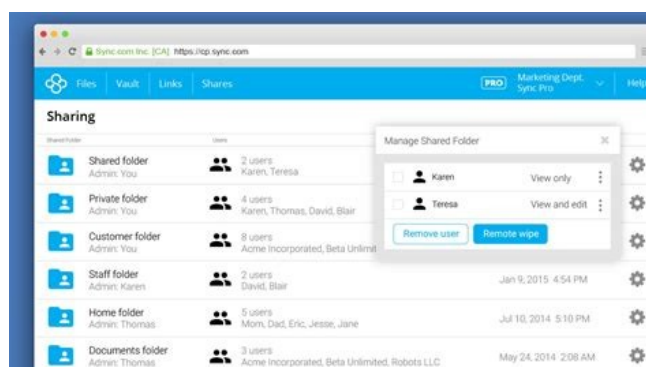 Sync.com Inc. [CA] https://cp.sync.com
Files Vault Links Shares
PRO Marketing Dept.
Sync Pro
Help
Sharing
Shared Folder Users
Manage Shared Folder
Karen View only
Teresa View and edit
Remove user Remote wipe
Shared folder
Admin: You
2 users
Karen, Teresa
Private folder
Admin: You
4 users
Karen, Thomas, David, Blair
Customer folder
Admin: You
8 users
Acme Incorporated, Beta Unlimit
Staff folder
Admin: Karen
2 users
David, Blair
Jan 9, 2015 4:54 PM
Home folder
Admin: Thomas
5 users
Mom, Dad, Eric, Jesse, Jane
Jul 10, 2014 5:10 PM
Documents folder
Admin: Thomas
3 users
Acme Incorporated, Beta Unlimited, Robots LLC
May 24, 2014 2:08 AM